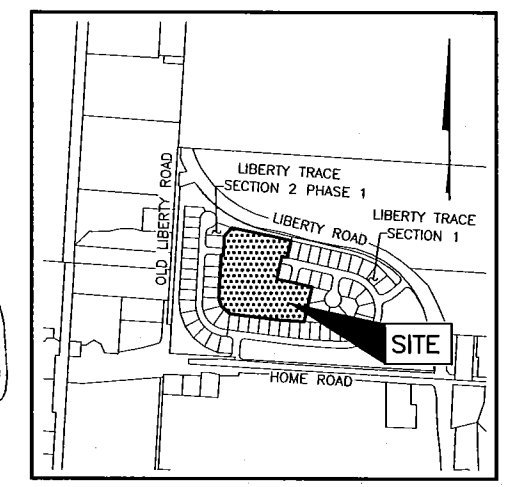 LIBERTY TRACE
SECTION 2 PHASE 1
LIBERTY ROAD
LIBERTY TRACE
SECTION 1
OLD LIBERTY ROAD
SITE
HOME ROAD